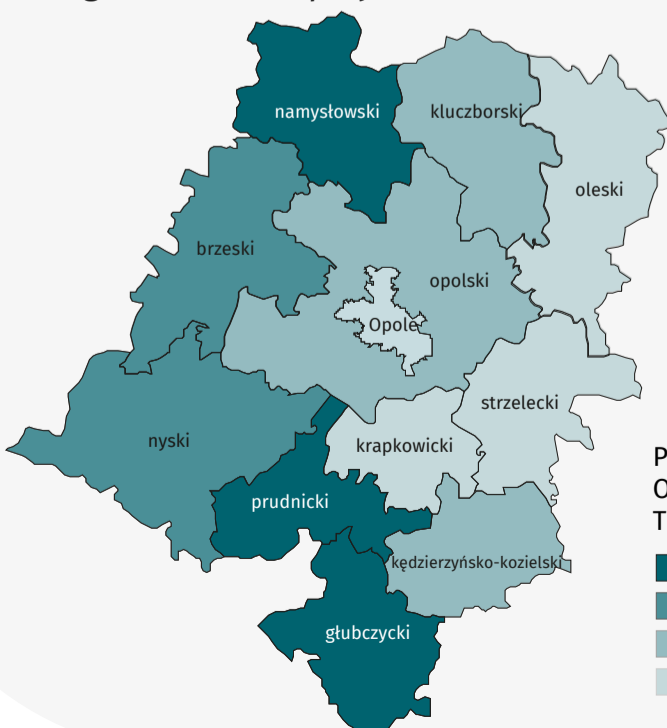 namysłowski
kluczborski
oleski
brzeski
opolski
Opole
strzelecki
nyski
krapkowicki
prudnicki
kędzierzyńsko-kozielski
głubczycki
P
O
T